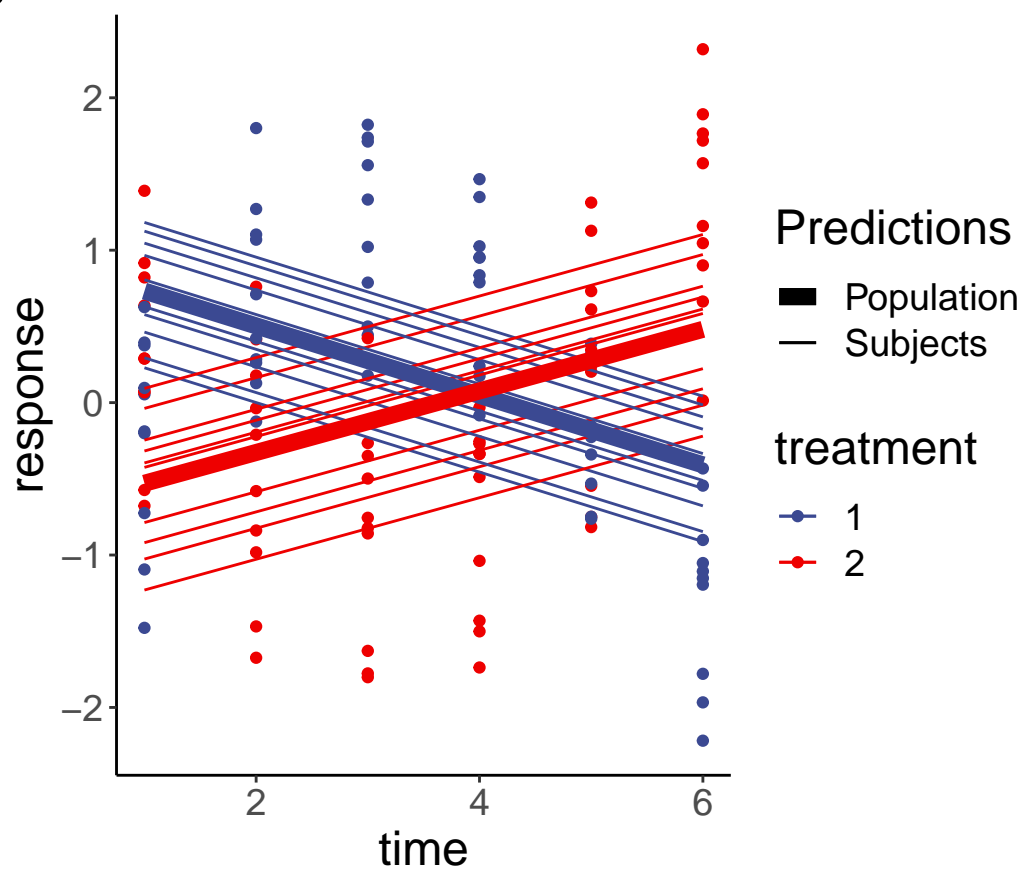 response
2
1
0
−1
−2
2
4
6
time
Predictions
Population
Subjects
treatment
1
2